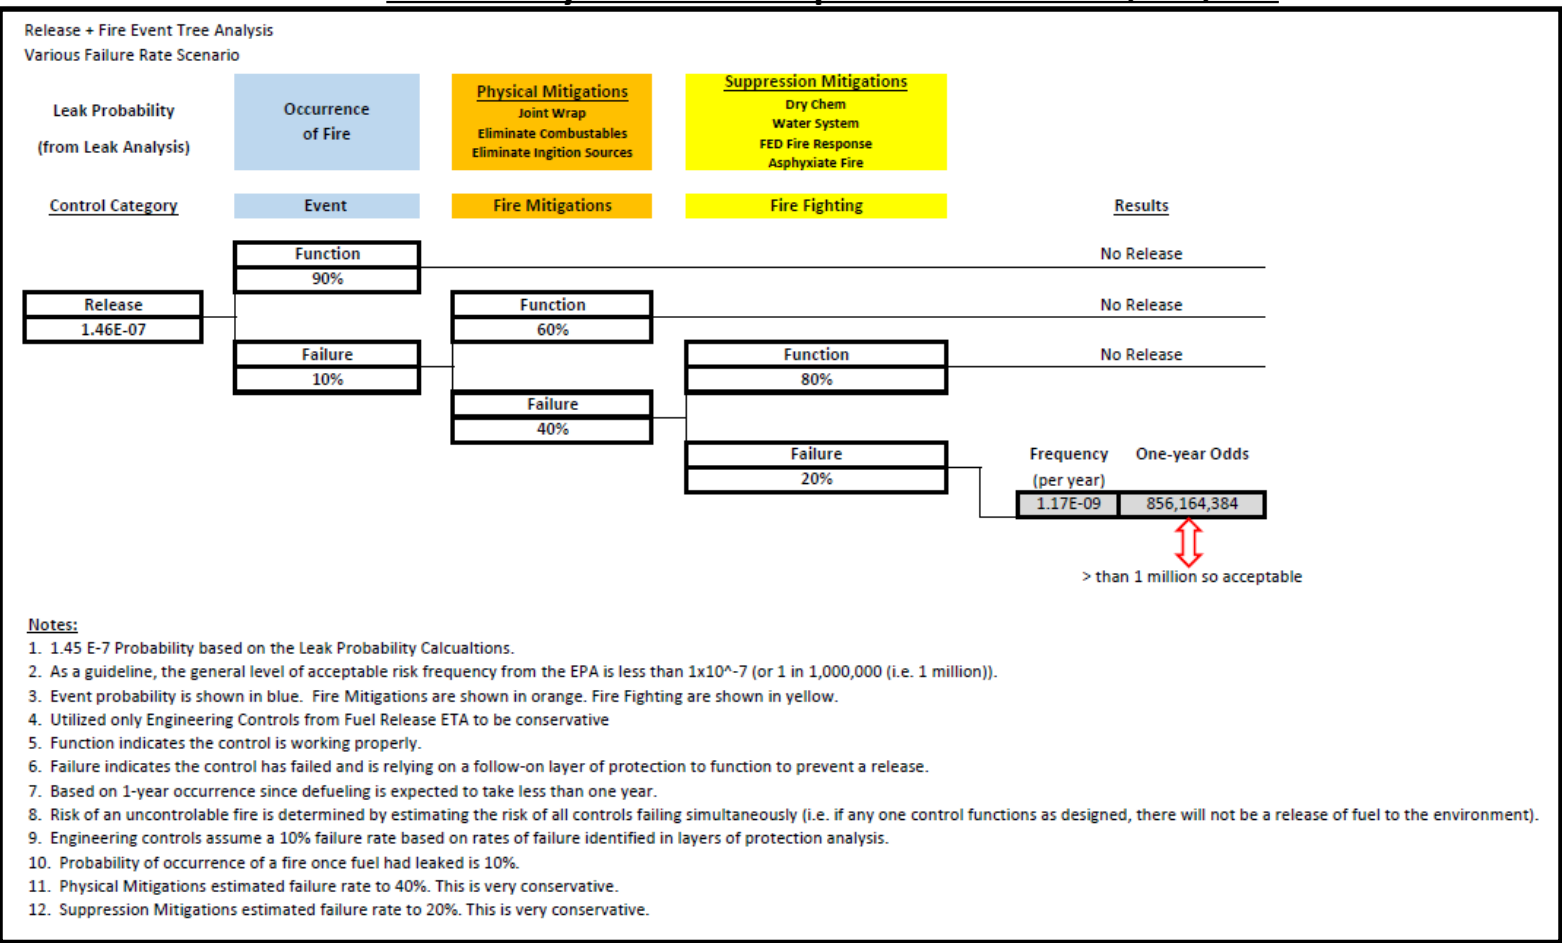 Release + Fire Event Tree Analysis
Various Failure Rate Scenario
Leak Probability
(from Leak Analysis)
Occurrence
of Fire
Physical Mitigations
Joint Wrap
Eliminate Combustables
Eliminate Ingition Sources
Suppression Mitigations
Dry Chem
Water System
FED Fire Response
Asphyxiate Fire
Control Category
Event
Fire Mitigations
Fire Fighting
Results
Function
90%
No Release
Release
1.46E-07
Function
60%
No Release
Failure
10%
Function
80%
No Release
Failure
40%
Failure
20%
Frequency
(per year)
One-year Odds
1.17E-09
856,164,384
> than 1 million so acceptable
Notes:
1. 1.45 E-7 Probability based on the Leak Probability Calcualtions.
2. As a guideline, the general level of acceptable risk frequency from the EPA is less than 1x10^-7 (or 1 in 1,000,000 (i.e. 1 million)).
3. Event probability is shown in blue. Fire Mitigations are shown in orange. Fire Fighting are shown in yellow.
4. Utilized only Engineering Controls from Fuel Release ETA to be conservative
5. Function indicates the control is working properly.
6. Failure indicates the control has failed and is relying on a follow-on layer of protection to function to prevent a release.
7. Based on 1-year occurrence since defueling is expected to take less than one year.
8. Risk of an uncontrolable fire is determined by estimating the risk of all controls failing simultaneously (i.e. if any one control functions as designed, there will not be a release of fuel to the environment).
9. Engineering controls assume a 10% failure rate based on rates of failure identified in layers of protection analysis.
10. Probability of occurrence of a fire once fuel had leaked is 10%.
11. Physical Mitigations estimated failure rate to 40%. This is very conservative.
12. Suppression Mitigations estimated failure rate to 20%. This is very conservative.